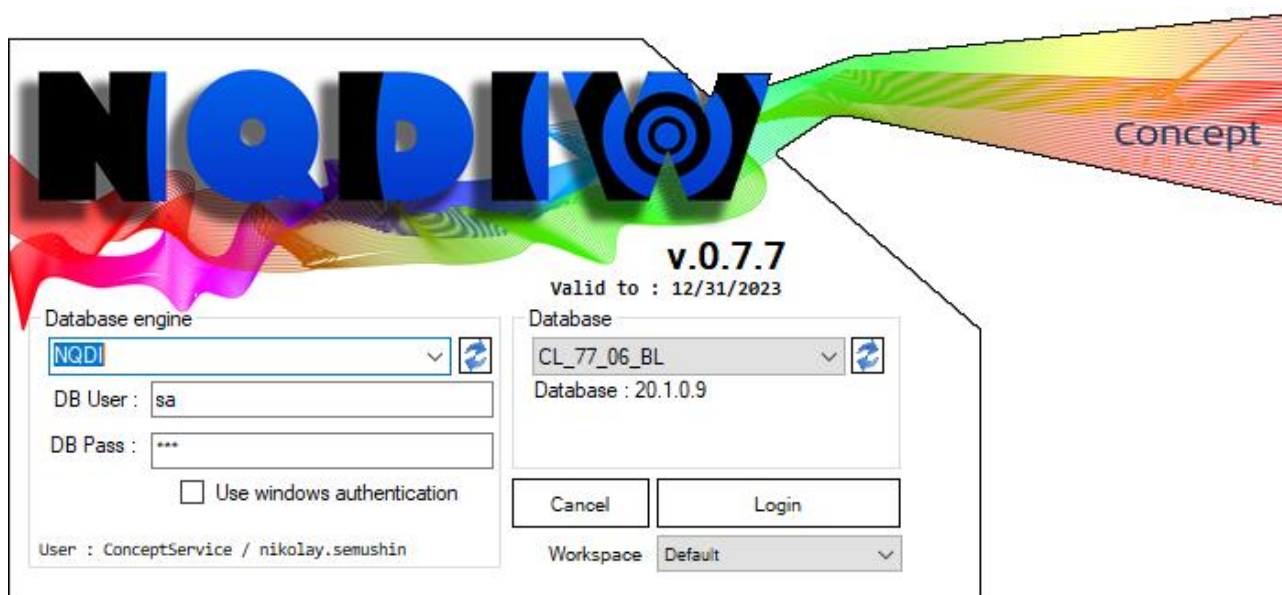 NQDIW
Concept
v.0.7.7
Valid to : 12/31/2023
Database engine
NQDI
DB User : sa
DB Pass : ***
Use windows authentication
User : ConceptService / nikolay.semushin
Database
CL_77_06_BL
Database : 20.1.0.9
Cancel
Login
Workspace Default